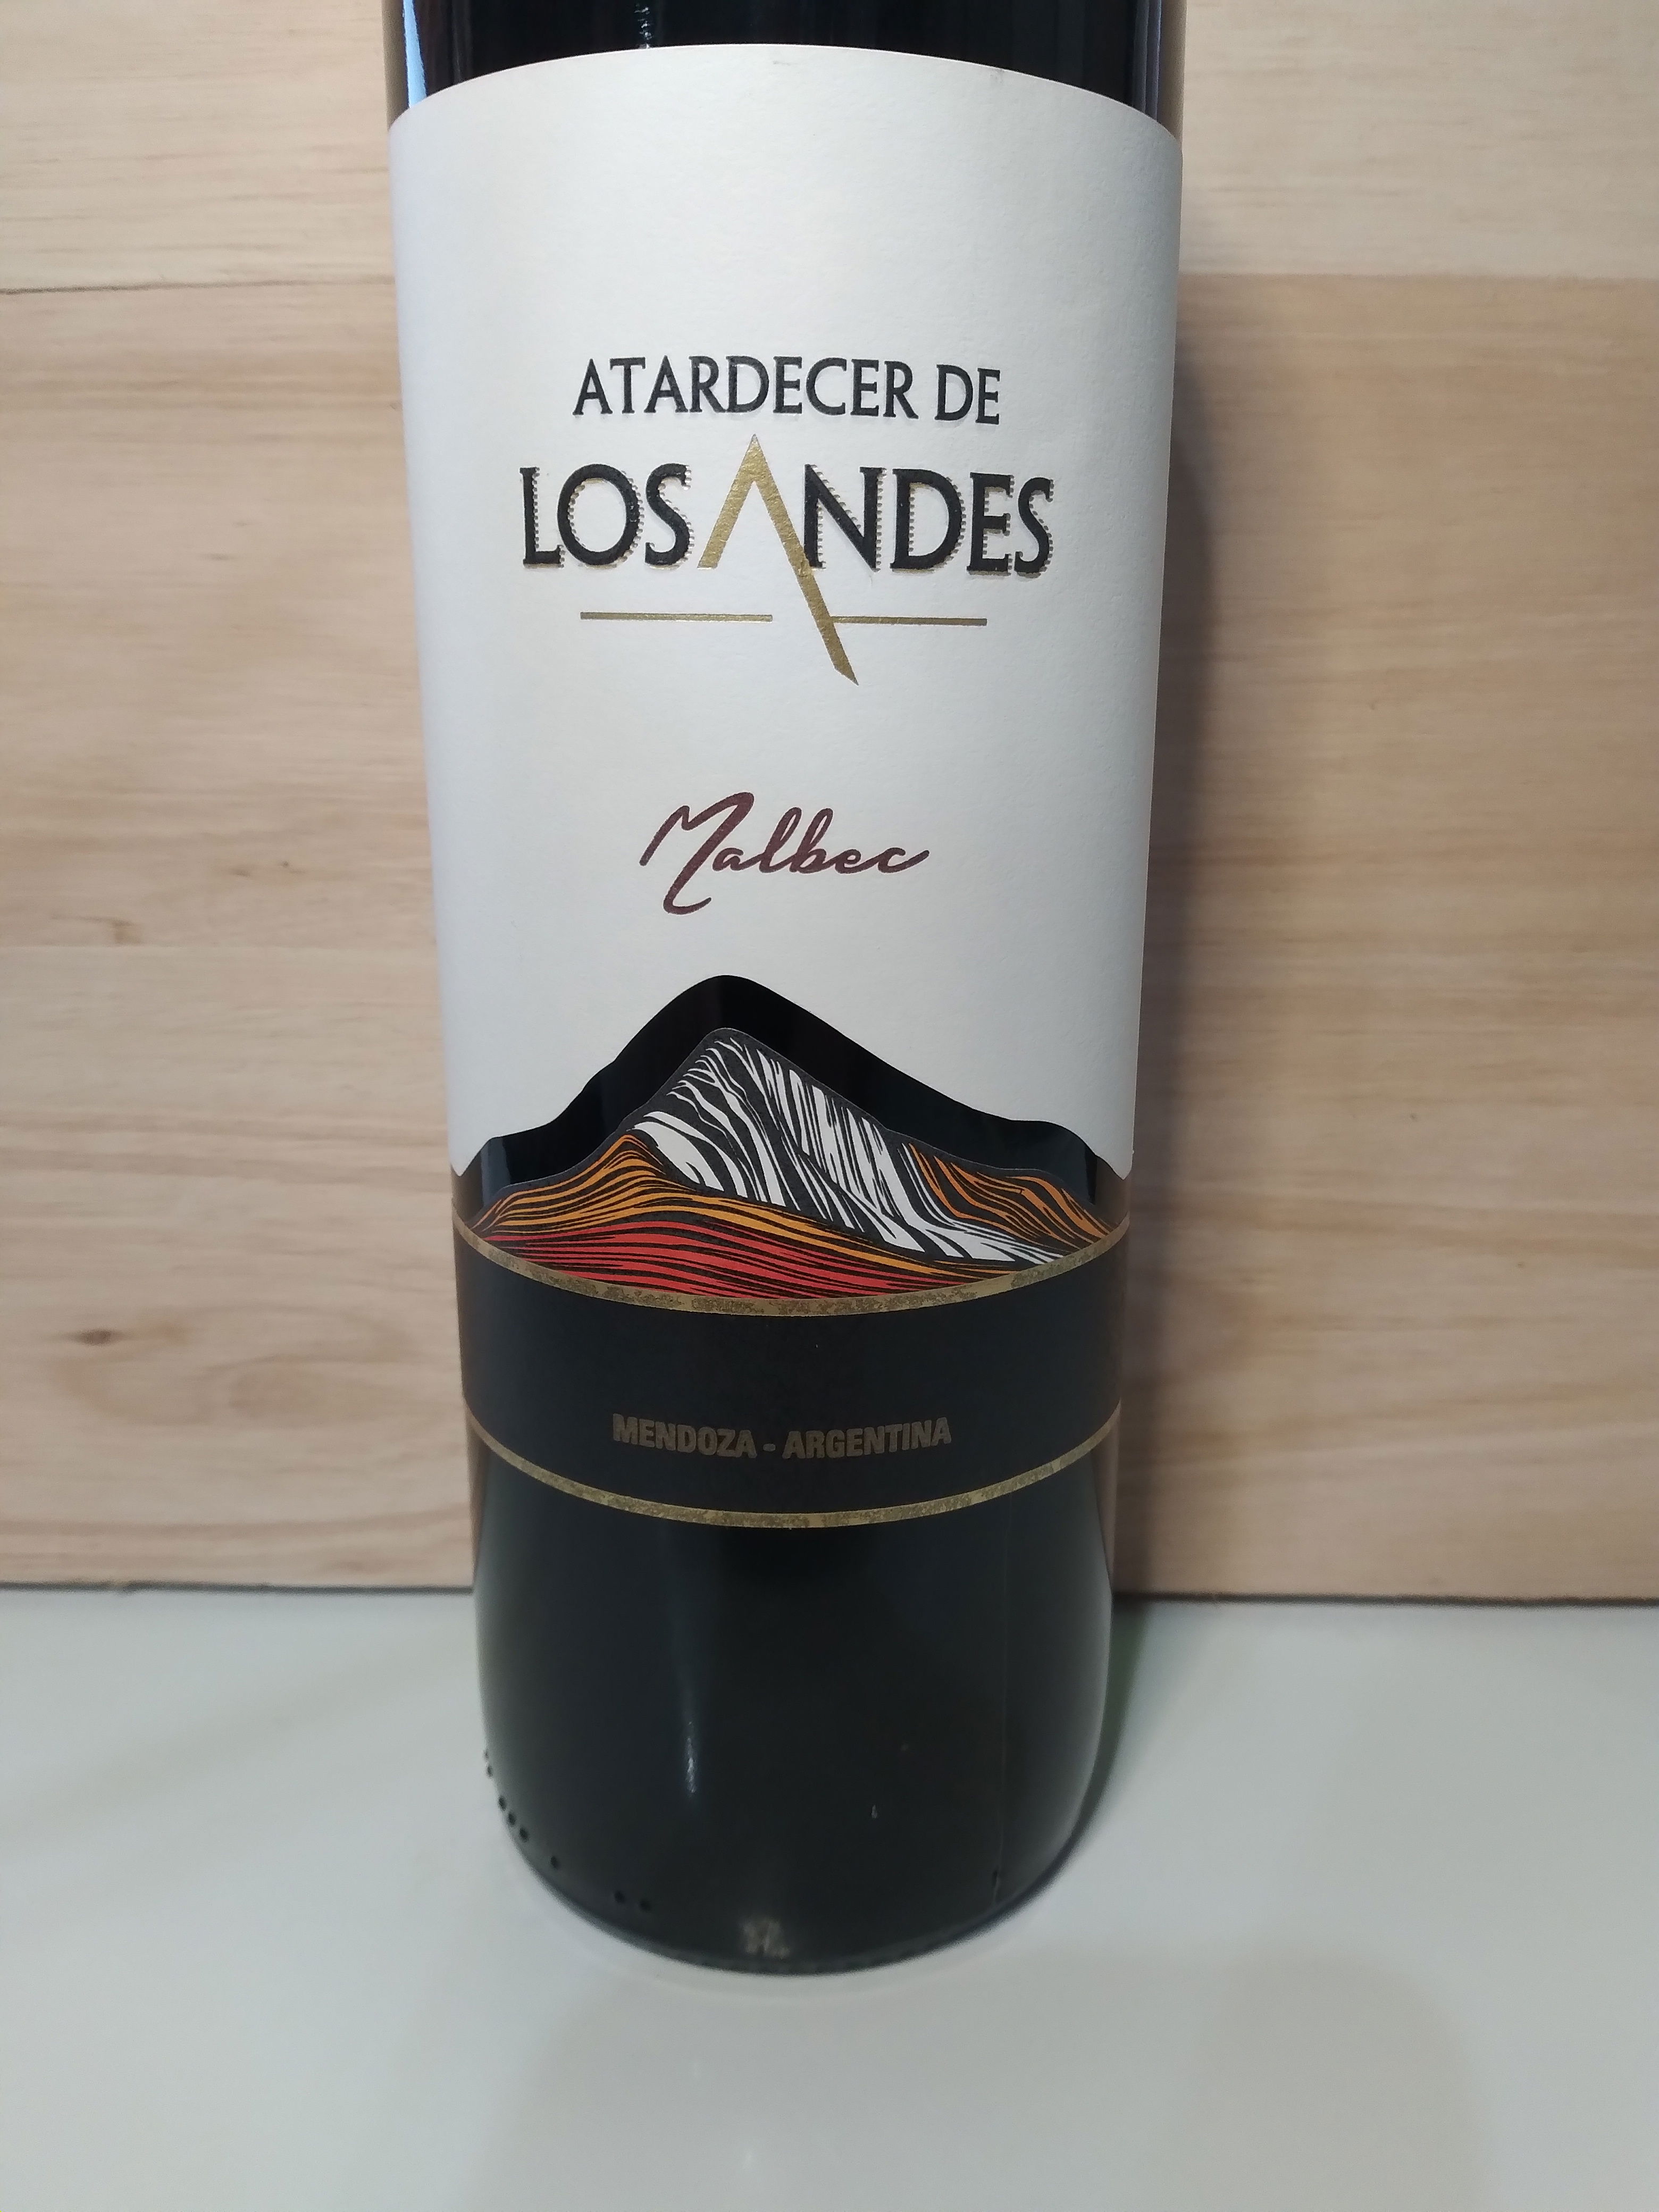 ATARDECER DE
LOS ANDES
Malbec
MENDOZA - ARGENTINA